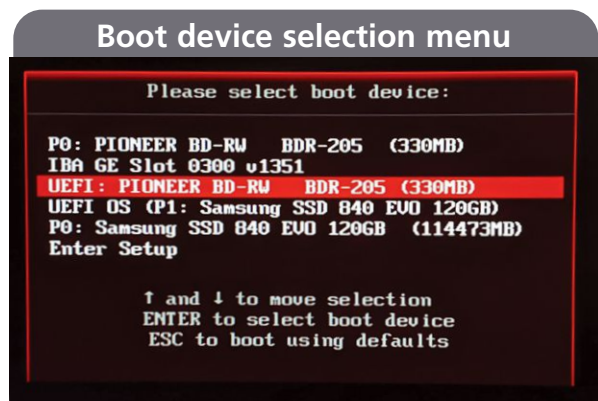 Boot device selection menu
Please select boot device:
P0: PIONEER BD-RW BDR-205 (330MB)
IBA GE Slot 0300 v1351
UEFI: PIONEER BD-RW BDR-205 (330MB)
UEFI OS (P1: Samsung SSD 840 EVO 120GB)
P0: Samsung SSD 840 EVO 120GB (114473MB)
Enter Setup
↑ and ↓ to move selection
ENTER to select boot device
ESC to boot using defaults